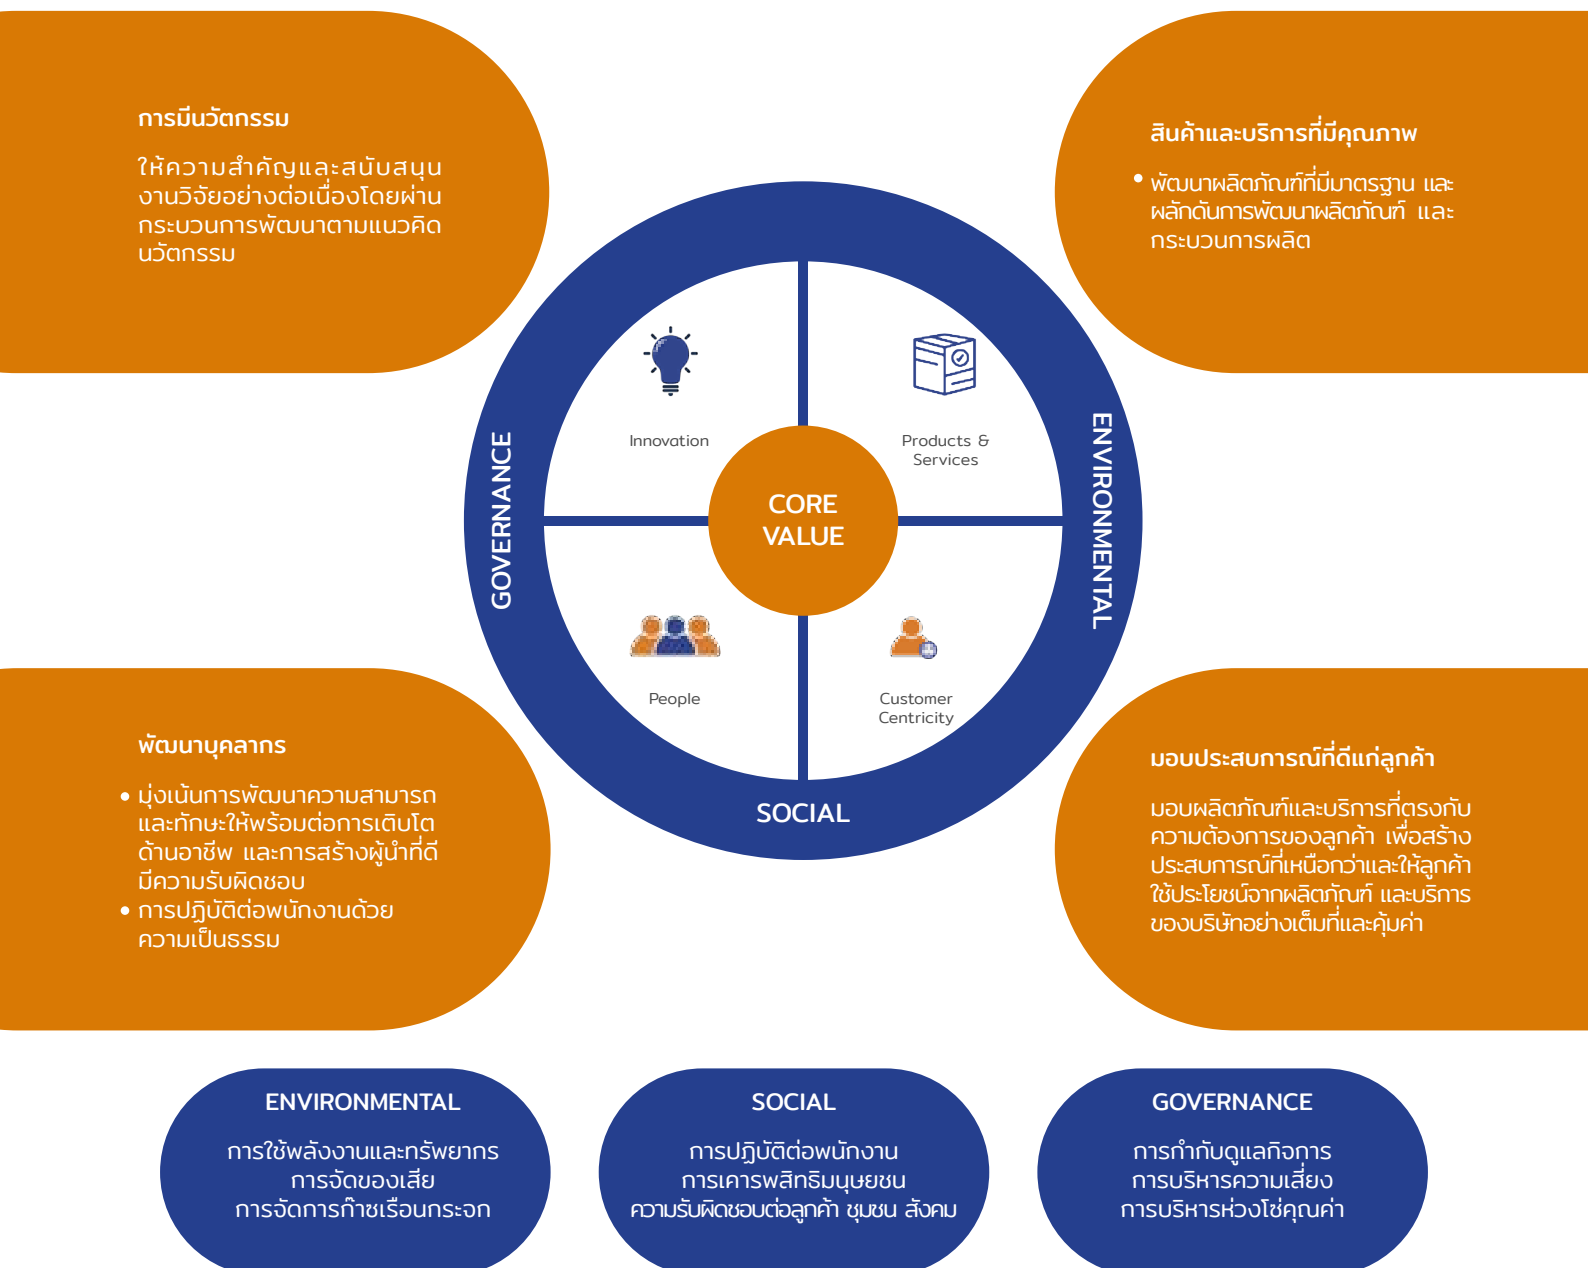 การมีนวัตกรรม
ให้ความสำคัญและสนับสนุน
งานวิจัยอย่างต่อเนื่องโดยผ่าน
กระบวนการพัฒนาตามแนวคิด
นวัตกรรม
สินค้าและบริการที่มีคุณภาพ
• พัฒนาผลิตภัณฑ์ที่มีมาตรฐาน และ
ผลักดันการพัฒนาผลิตภัณฑ์ และ
กระบวนการผลิต
Innovation
Products &
Services
GOVERNANCE
CORE
VALUE
ENVIRONMENTAL
People
Customer
Centricity
SOCIAL
พัฒนาบุคลากร
• มุ่งเน้นการพัฒนาความสามารถ
และทักษะให้พร้อมต่อการเติบโต
ด้านอาชีพ และการสร้างผู้นำที่ดี
มีความรับผิดชอบ
• การปฏิบัติต่อพนักงานด้วย
ความเป็นธรรม
มอบประสบการณ์ที่ดีแก่ลูกค้า
มอบผลิตภัณฑ์และบริการที่ตรงกับ
ความต้องการของลูกค้า เพื่อสร้าง
ประสบการณ์ที่เหนือกว่าและให้ลูกค้า
ใช้ประโยชน์จากผลิตภัณฑ์ และบริการ
ของบริษัทอย่างเต็มที่และคุ้มค่า
ENVIRONMENTAL
การใช้พลังงานและทรัพยากร
การจัดของเสีย
การจัดการก๊าซเรือนกระจก
SOCIAL
การปฏิบัติต่อพนักงาน
การเคารพสิทธิมนุษยชน
ความรับผิดชอบต่อลูกค้า ชุมชน สังคม
GOVERNANCE
การกำกับดูแลกิจการ
การบริหารความเสี่ยง
การบริหารห่วงโซ่คุณค่า